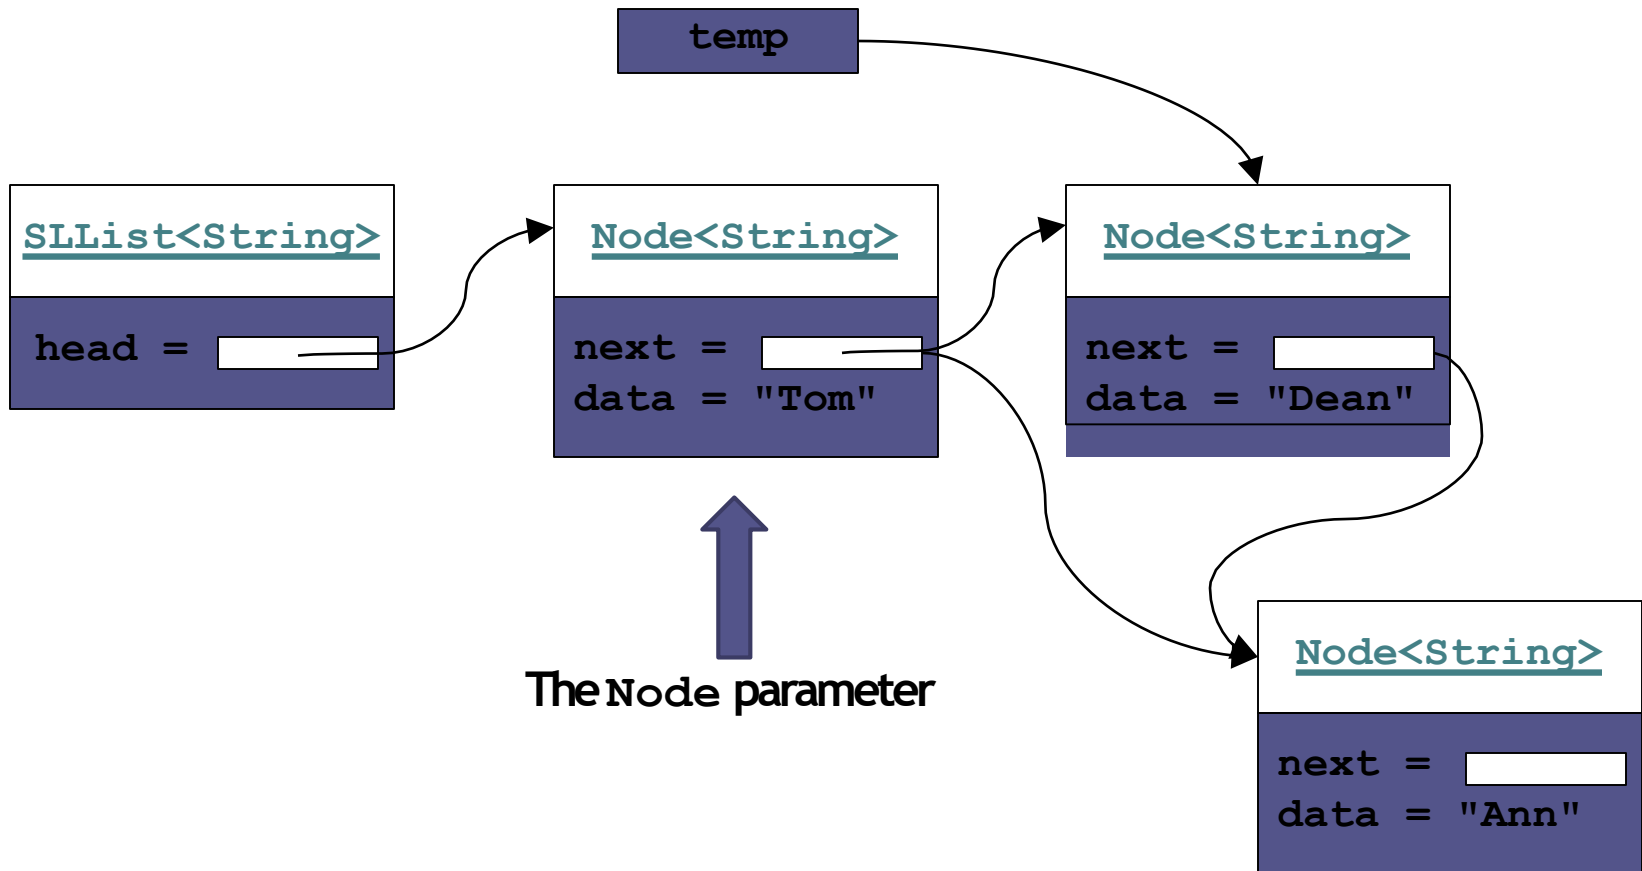 temp
SLList<String>
head =
Node<String>
next =
data = "Tom"
Node<String>
next =
data = "Dean"
The Node parameter
Node<String>
next =
data = "Ann"